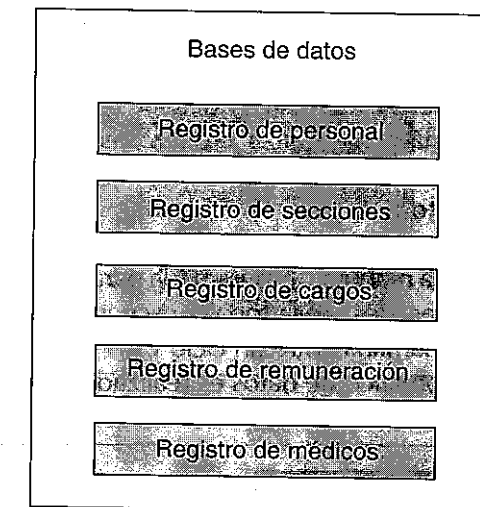 Bases de datos
Registro de personal
Registro de secciones
Registro de cargos
Registro de remuneración
Registro de médicos